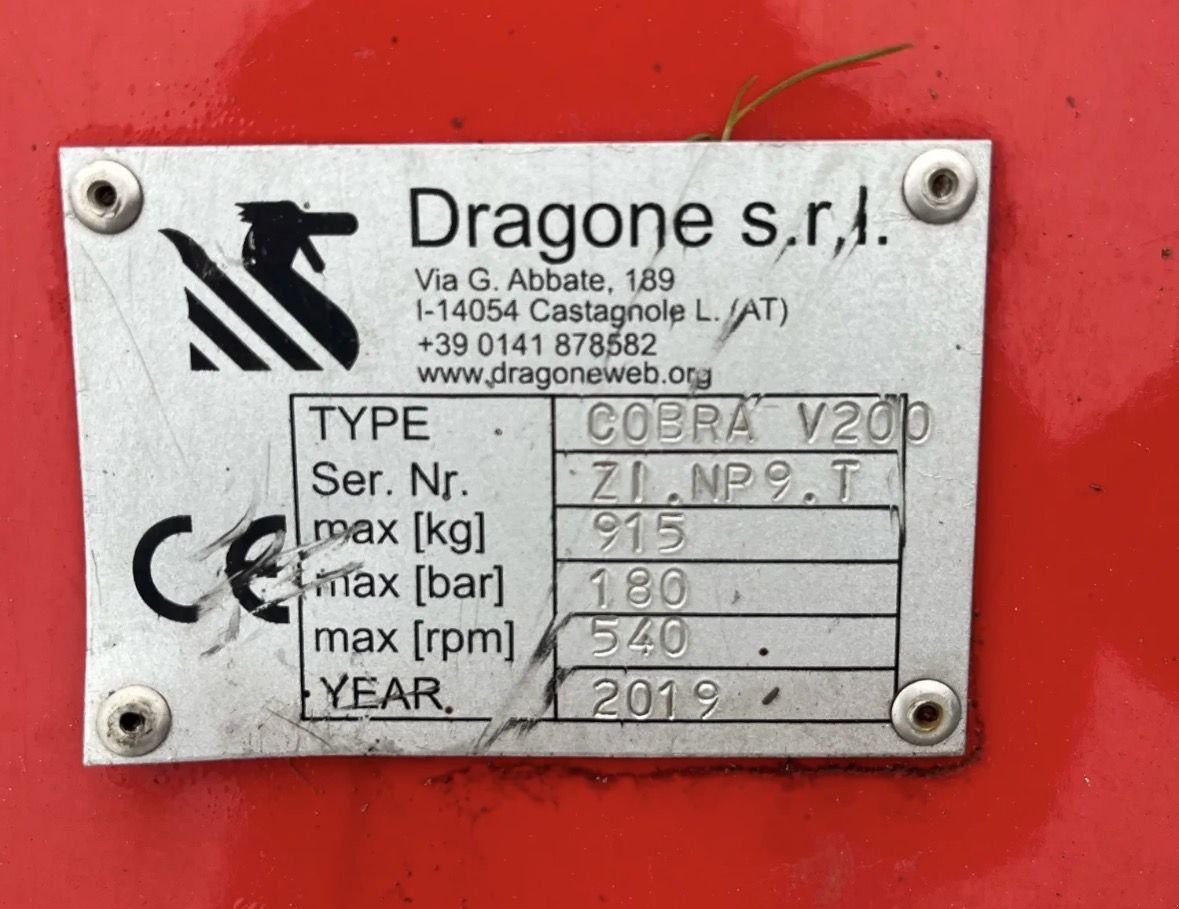 Dragone s.r.l.
Via G. Abbate, 189
I-14054 Castagnole L. (AT)
+39 0141 878582
www.dragoneweb.org
TYPE COBRA V200
Ser. Nr. ZI.NP9.T
max [kg] 915
max [bar] 180
max [rpm] 540
YEAR 2019
CE